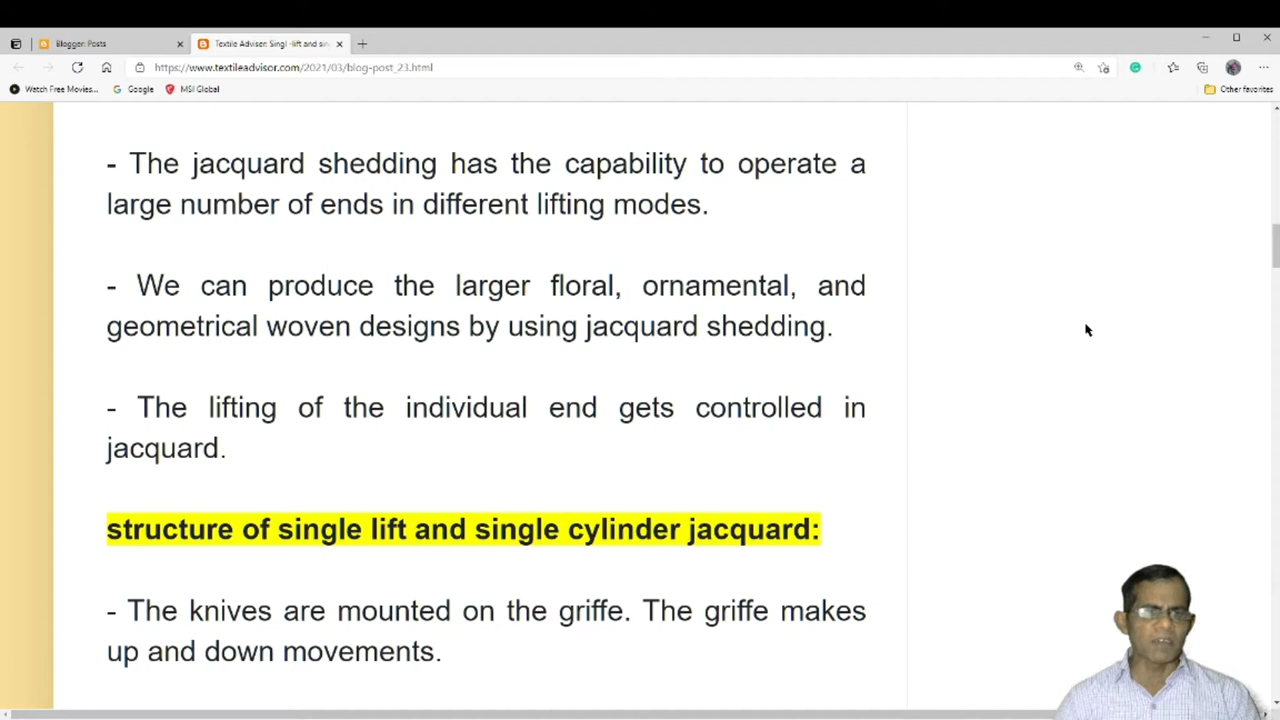 Blogger: Posts
Textile Adviser: Singl -lift and sin
https://www.textileadvisor.com/2021/03/blog-post_23.html
Watch Free Movies...
Google
MSI Global
Other favorites
- The jacquard shedding has the capability to operate a
large number of ends in different lifting modes.
- We can produce the larger floral, ornamental, and
geometrical woven designs by using jacquard shedding.
- The lifting of the individual end gets controlled in
jacquard.
structure of single lift and single cylinder jacquard:
- The knives are mounted on the griffe. The griffe makes
up and down movements.